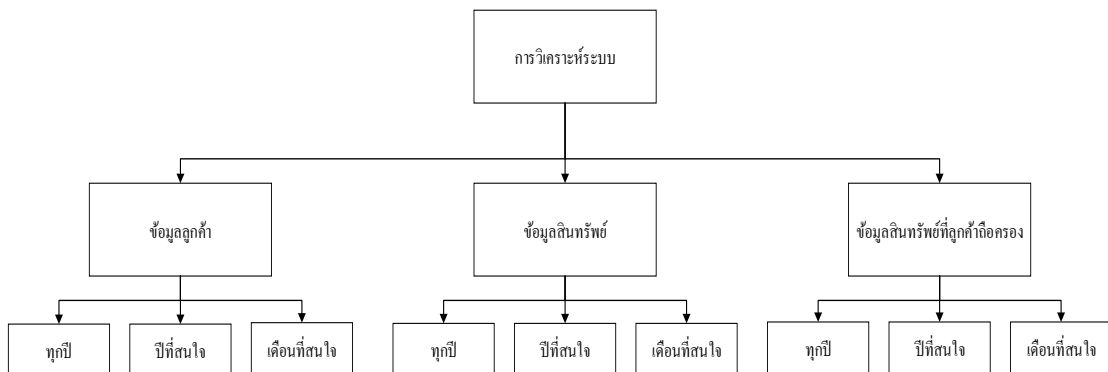 การวิเคราะห์ระบบ
ข้อมูลลูกค้า
ข้อมูลสินทรัพย์
ข้อมูลสินทรัพย์ที่ลูกค้าถือครอง
ทุกปี
ปีที่สนใจ
เดือนที่สนใจ
ทุกปี
ปีที่สนใจ
เดือนที่สนใจ
ทุกปี
ปีที่สนใจ
เดือนที่สนใจ